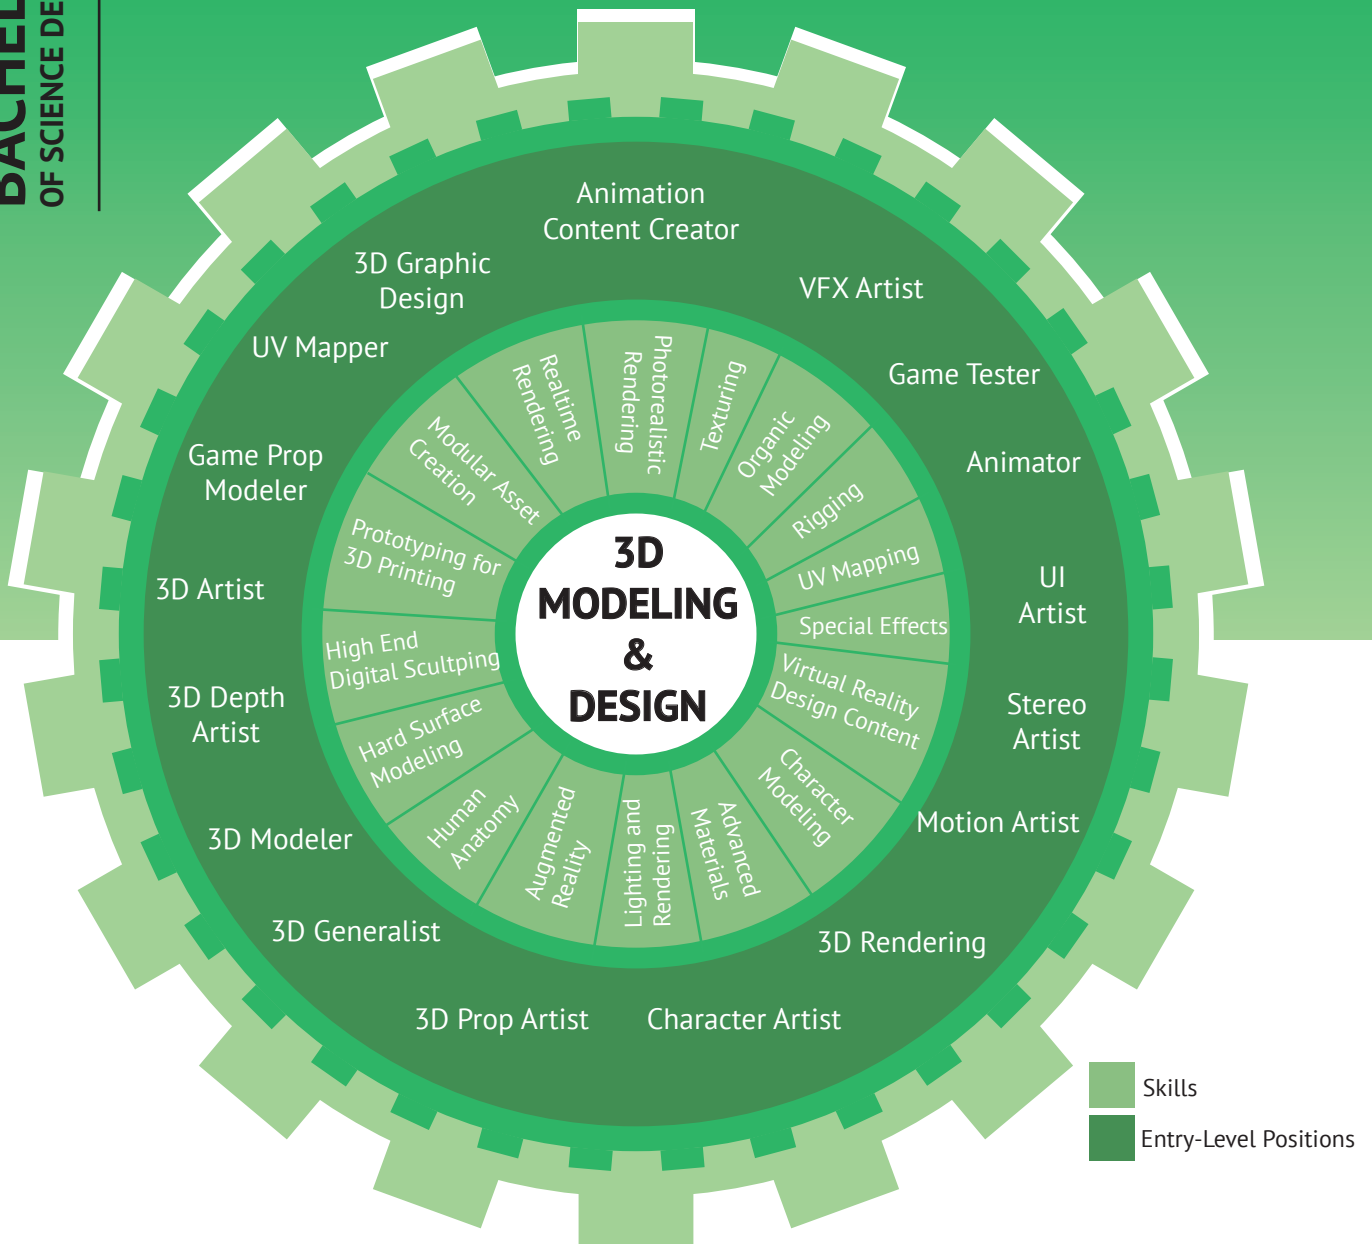 BACHEL
OF SCIENCE DE
Animation
Content Creator
VFX Artist
Game Tester
Animator
UI
Artist
Stereo
Artist
Motion Artist
3D Rendering
Character Artist
3D Prop Artist
3D Generalist
3D Modeler
3D Depth
Artist
3D Artist
Game Prop
Modeler
UV Mapper
3D Graphic
Design
Photorealistic
Rendering
Texturing
Organic
Modeling
Rigging
UV Mapping
Special Effects
Virtual Reality
Design Content
Character
Modeling
Advanced
Materials
Lighting and
Rendering
Augmented
Reality
Human
Anatomy
Hard Surface
Modeling
High End
Digital Scultping
Prototyping for
3D Printing
Modular Asset
Creation
Realtime
Rendering
3D
MODELING
&
DESIGN
Skills
Entry-Level Positions